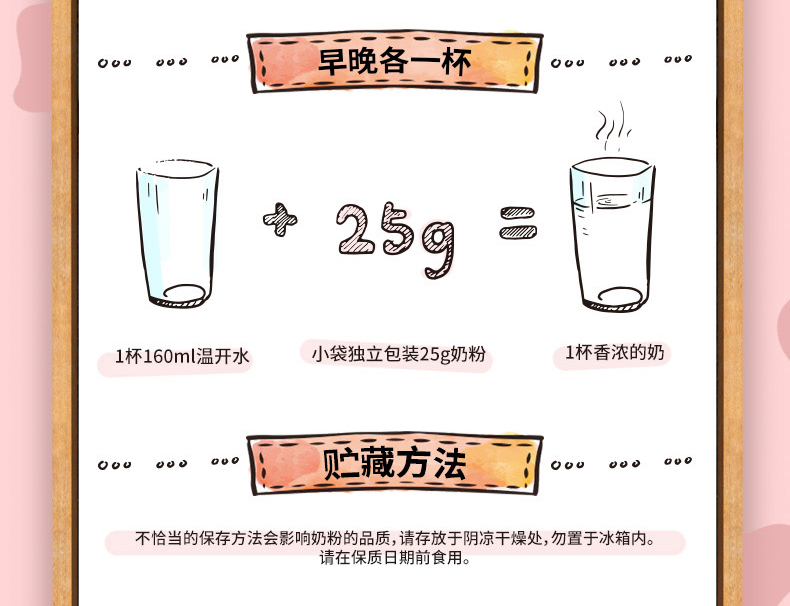 早晚各一杯
+ 25g =
1杯160ml温开水
小袋独立包装25g奶粉
1杯香浓的奶
贮藏方法
不恰当的保存方法会影响奶粉的品质,请存放于阴凉干燥处,勿置于冰箱内。
请在保质日期前食用。